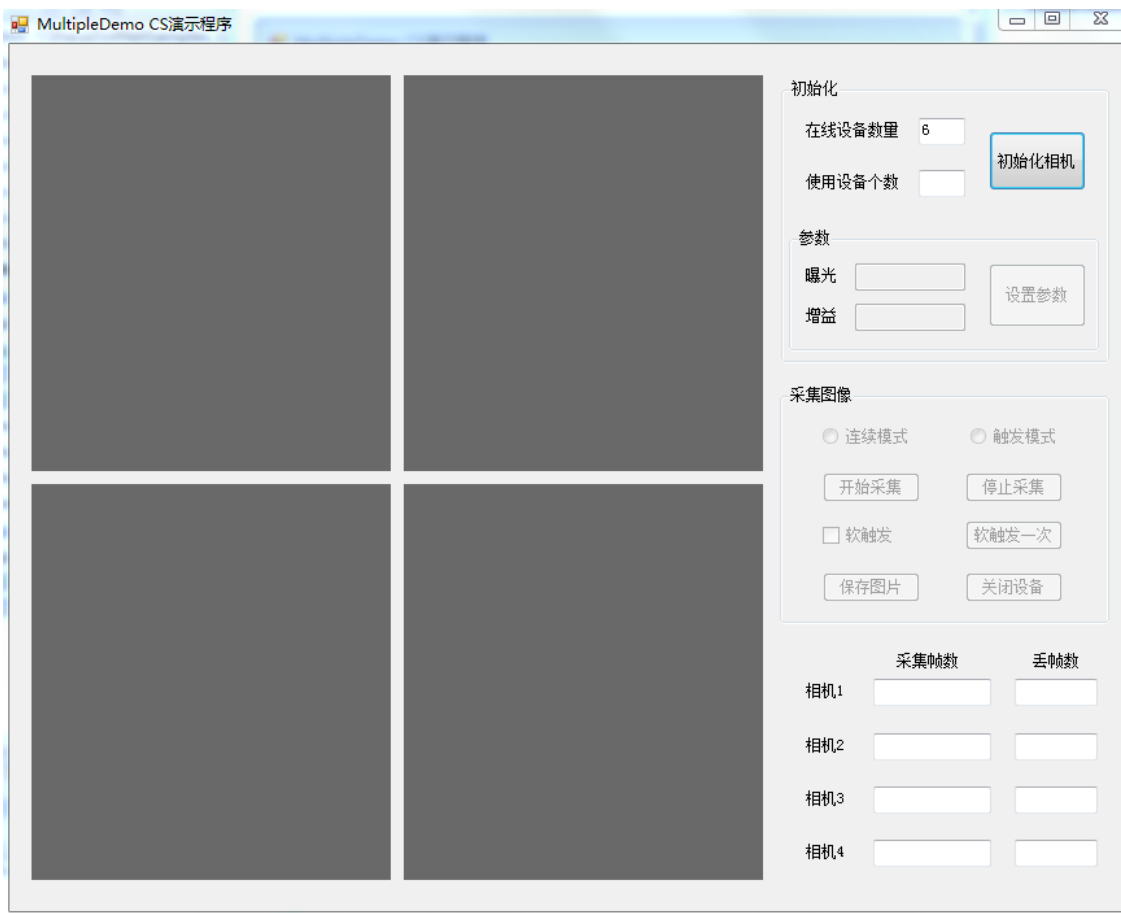 MultipleDemo CS演示程序
初始化
在线设备数量 6
初始化相机
使用设备个数
参数
曝光
设置参数
增益
采集图像
连续模式 触发模式
开始采集 停止采集
软触发 软触发一次
保存图片 关闭设备
采集帧数 丢帧数
相机1
相机2
相机3
相机4